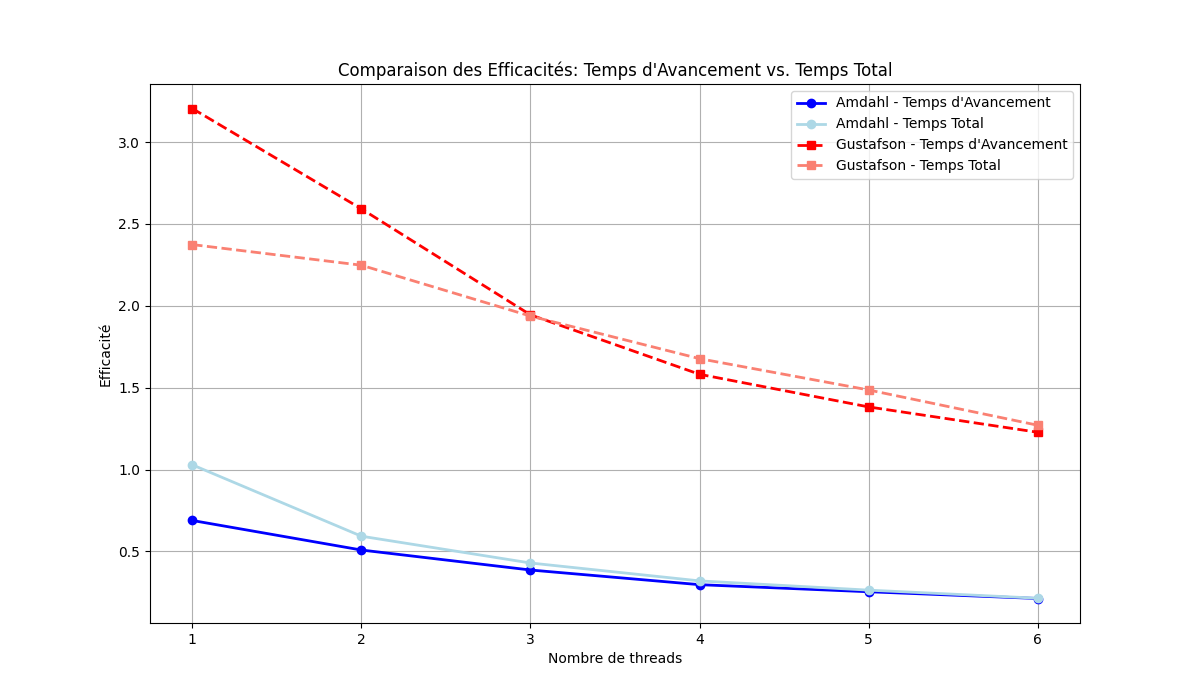 Comparaison des Efficacités: Temps d'Avancement vs. Temps Total
Amdahl - Temps d'Avancement
Amdahl - Temps Total
Gustafson - Temps d'Avancement
Gustafson - Temps Total
Efficacité
3.0
2.5
2.0
1.5
1.0
0.5
1 2 3 4 5 6
Nombre de threads